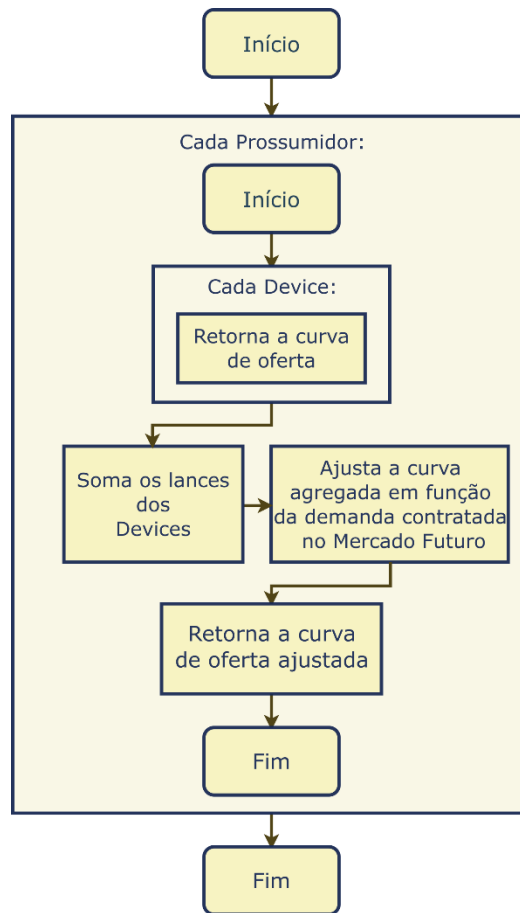 Início
Cada Prossumidor:
Início
Cada Device:
Retorna a curva
de oferta
Soma os lances
dos
Devices
Ajusta a curva
agregada em função
da demanda contratada
no Mercado Futuro
Retorna a curva
de oferta ajustada
Fim
Fim